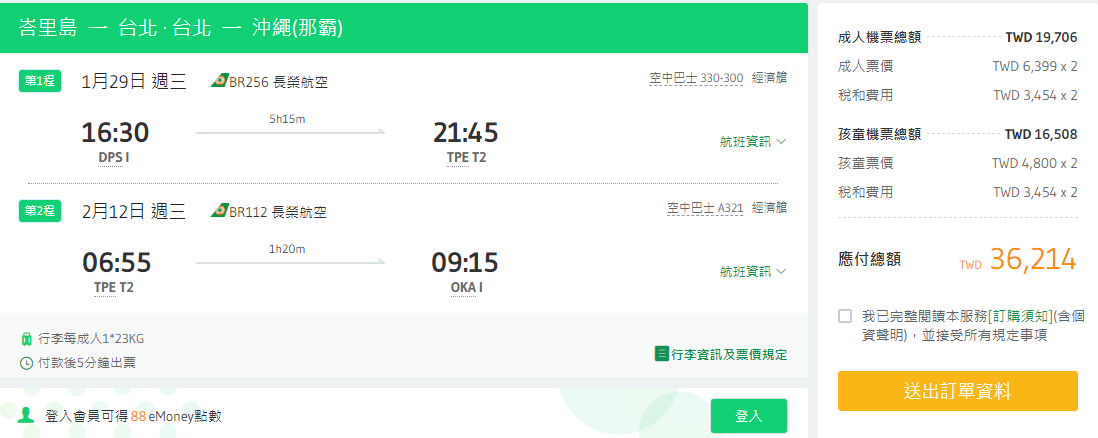 峇里島 一 台北 · 台北 一 沖繩(那霸)
第1程 1月29日 週三 BR256 長榮航空 空中巴士 330-300 經濟艙
5h15m
16:30 21:45
DPS I TPE T2
航班資訊
第2程 2月12日 週三 BR112 長榮航空 空中巴士 A321 經濟艙
1h20m
06:55 09:15
TPE T2 OKA I
航班資訊
行李每成人1*23KG
付款後5分鐘出票
行李資訊及票價規定
登入會員可得 88 eMoney點數
登入
成人機票總額 TWD 19,706
成人票價 TWD 6,399 x 2
稅和費用 TWD 3,454 x 2
孩童機票總額 TWD 16,508
孩童票價 TWD 4,800 x 2
稅和費用 TWD 3,454 x 2
應付總額 TWD 36,214
我已完整閱讀本服務[訂購須知](含個
資聲明)，並接受所有規定事項
送出訂單資料